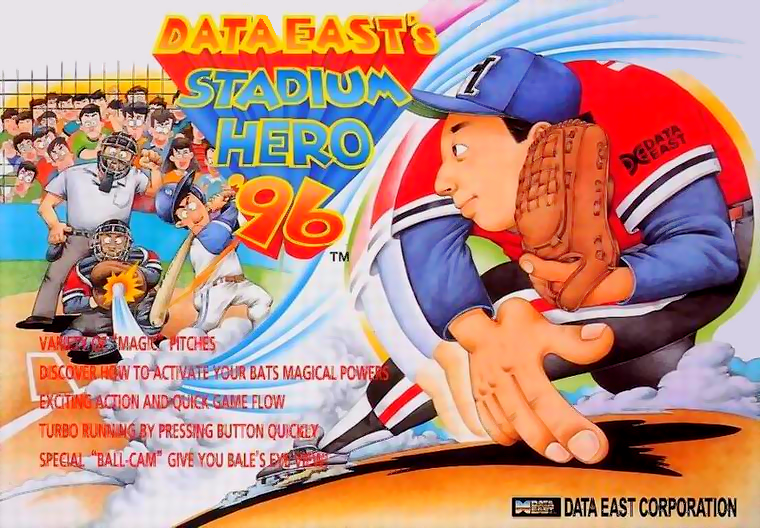 DATA EAST's
STADIUM
HERO
'96
TM
DATA
EAST
VARIETY OF "MAGIC" PITCHES
DISCOVER HOW TO ACTIVATE YOUR BATS MAGICAL POWERS
EXCITING ACTION AND QUICK GAME FLOW
TURBO RUNNING BY PRESSING BUTTON QUICKLY
SPECIAL "BALL-CAM" GIVE YOU BALE'S EYE VIEW!
DATA EAST
DATA EAST CORPORATION